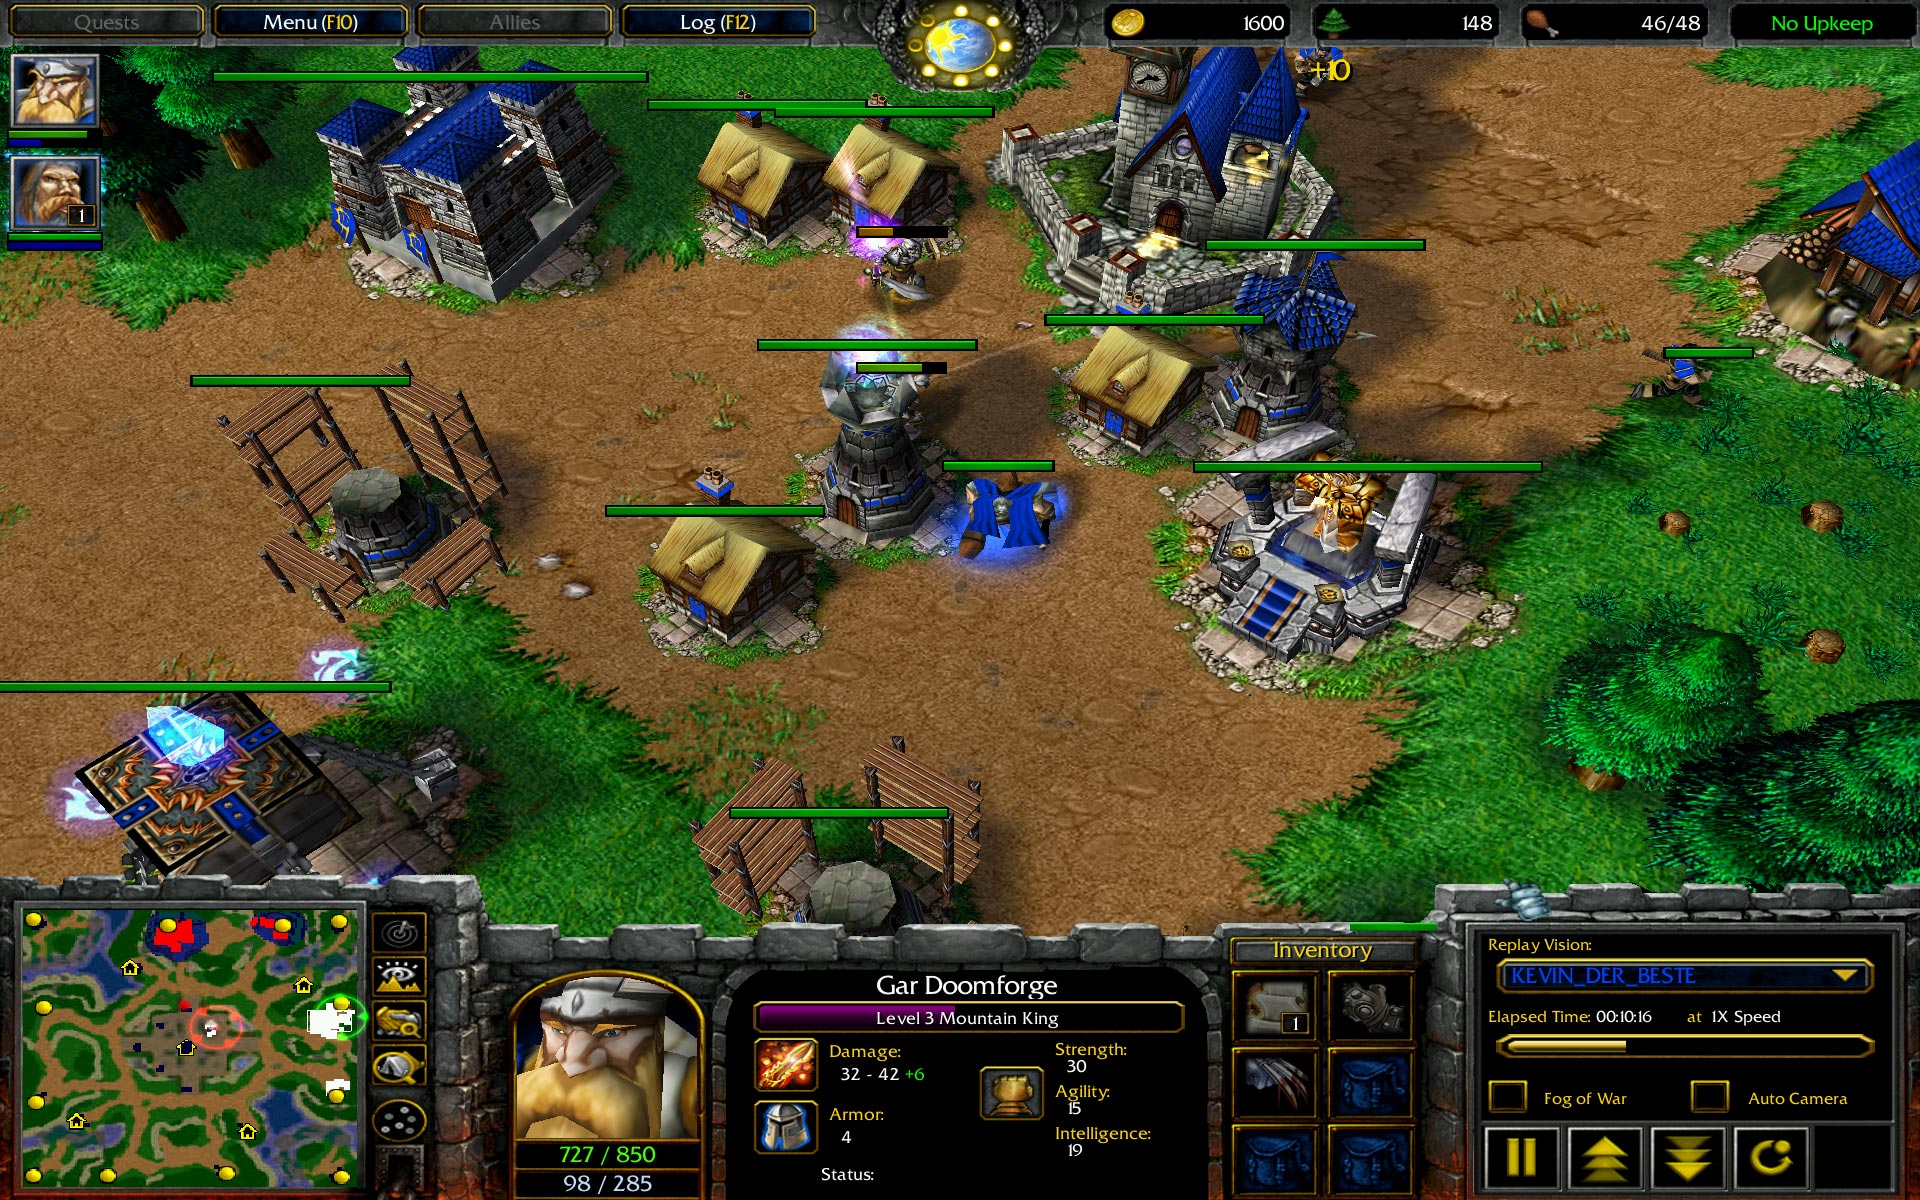 Quests
Menu (F10)
Allies
Log (F12)
1600
148
46/48
No Upkeep
+10
1
Gar Doomforge
Level 3 Mountain King
Damage:
32 - 42 +6
Armor:
4
Status:
Strength:
30
Agility:
15
Intelligence:
19
727 / 850
98 / 285
Inventory
1
Replay Vision:
KEVIN_DER_BESTE
Elapsed Time: 00:10:16 at 1X Speed
Fog of War
Auto Camera